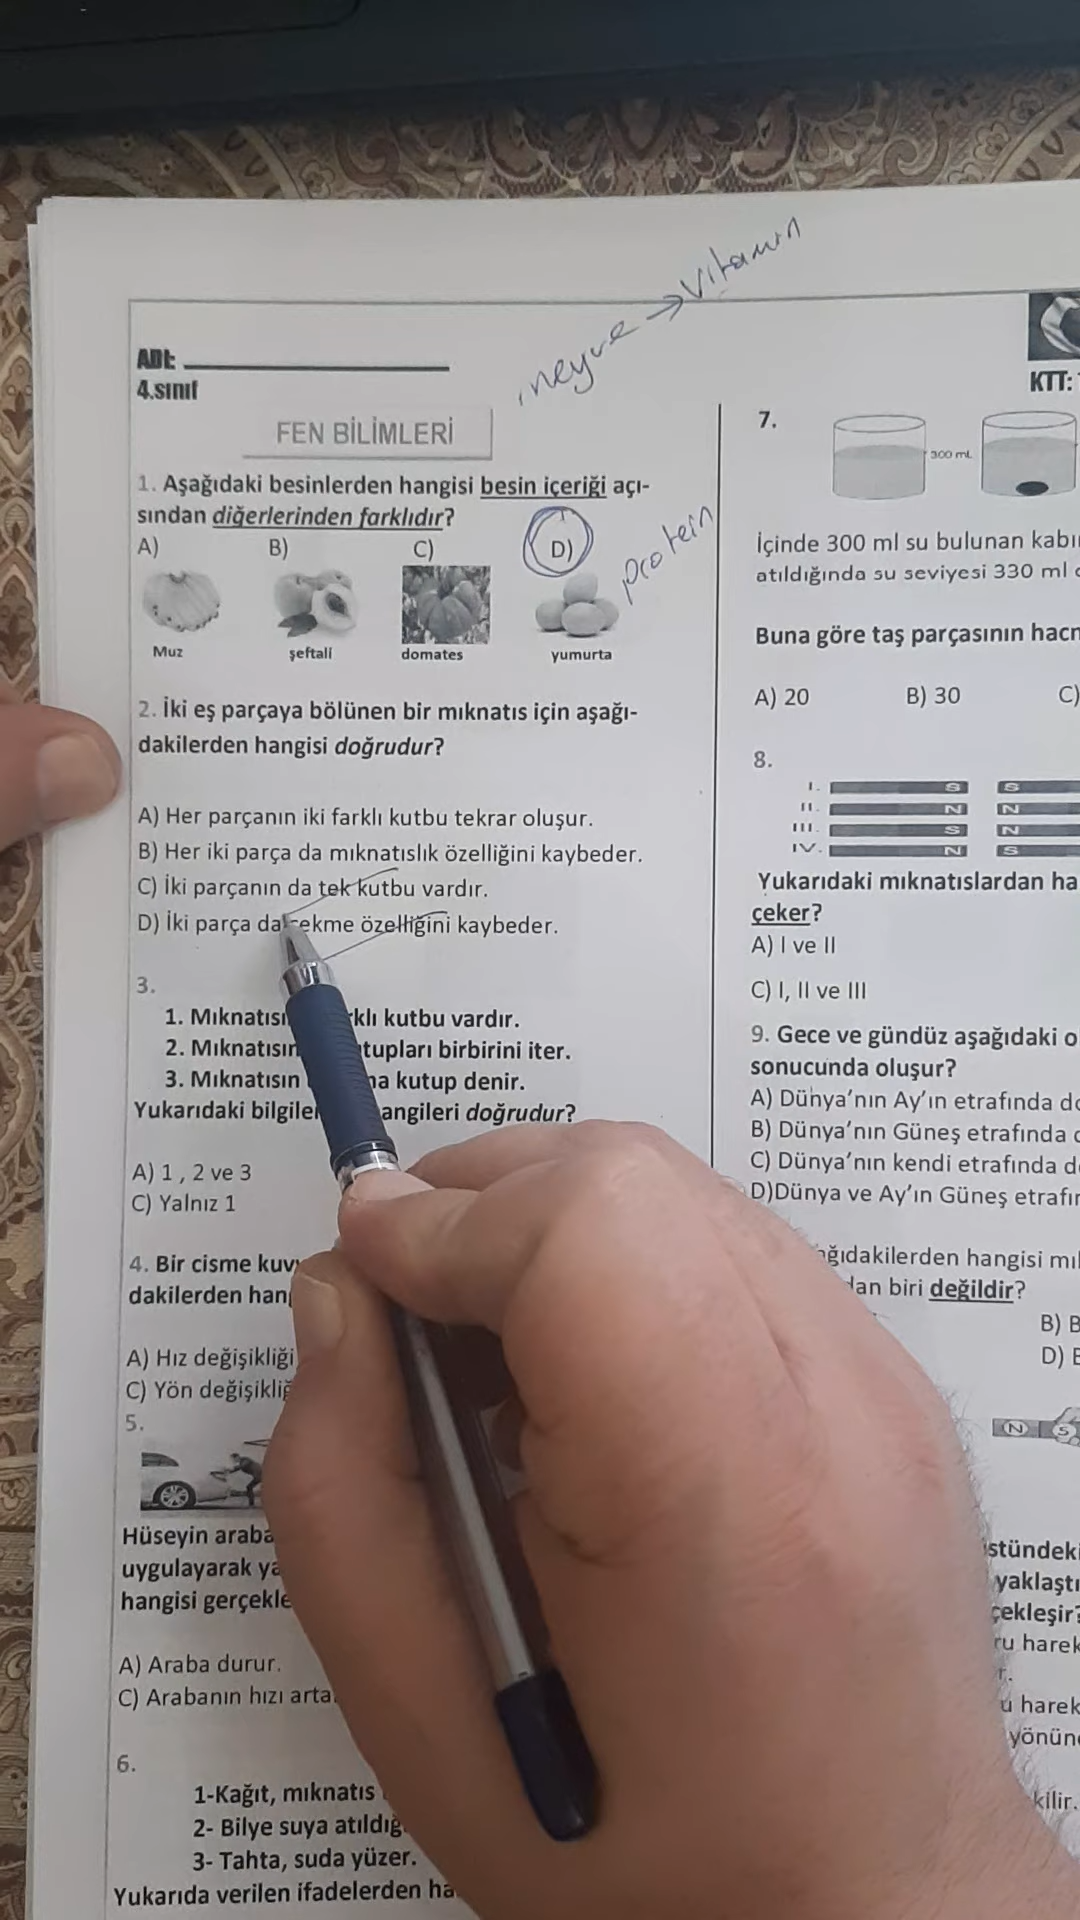 meyve → vitamin
ADI:
4.sınıf
KTT:
FEN BİLİMLERİ
1. Aşağıdaki besinlerden hangisi besin içeriği açı-
sından diğerlerinden farklıdır?
A) B) C) D)
protein
Muz şeftali domates yumurta
2. İki eş parçaya bölünen bir mıknatıs için aşağı-
dakilerden hangisi doğrudur?
A) Her parçanın iki farklı kutbu tekrar oluşur.
B) Her iki parça da mıknatıslık özelliğini kaybeder.
C) İki parçanın da tek kutbu vardır.
D) İki parça da çekme özelliğini kaybeder.
3.
1. Mıknatısı klı kutbu vardır.
2. Mıknatısın tupları birbirini iter.
3. Mıknatısın na kutup denir.
Yukarıdaki bilgile angileri doğrudur?
A) 1 , 2 ve 3
C) Yalnız 1
4. Bir cisme kuv
dakilerden han
A) Hız değişikliği
C) Yön değişikliğ
5.
Hüseyin araba
uygulayarak ya
hangisi gerçekle
A) Araba durur.
C) Arabanın hızı arta
6.
1-Kağıt, mıknatıs
2- Bilye suya atıldığ
3- Tahta, suda yüzer.
Yukarıda verilen ifadelerden ha
7.
300 ml
İçinde 300 ml su bulunan kabı
atıldığında su seviyesi 330 ml
Buna göre taş parçasının hacm
A) 20 B) 30 C)
8.
I. S S
II. N N
III. S N
IV. N S
Yukarıdaki mıknatıslardan ha
çeker?
A) I ve II
C) I, II ve III
9. Gece ve gündüz aşağıdaki o
sonucunda oluşur?
A) Dünya’nın Ay’ın etrafında dö
B) Dünya’nın Güneş etrafında
C) Dünya’nın kendi etrafında d
D)Dünya ve Ay’ın Güneş etrafın
ğıdakilerden hangisi mı
dan biri değildir?
B) B
D) E
N S
stündeki
yaklaştı
çekleşir?
ru harek
r.
u harek
yönün
kilir.